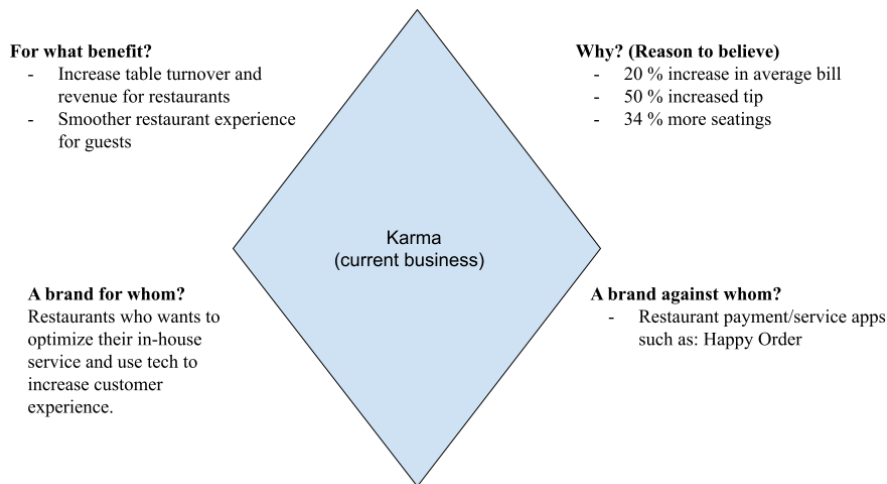 For what benefit?
- Increase table turnover and
revenue for restaurants
- Smoother restaurant experience
for guests
Why? (Reason to believe)
- 20 % increase in average bill
- 50 % increased tip
- 34 % more seatings
Karma
(current business)
A brand for whom?
Restaurants who wants to
optimize their in-house
service and use tech to
increase customer
experience.
A brand against whom?
- Restaurant payment/service apps
such as: Happy Order